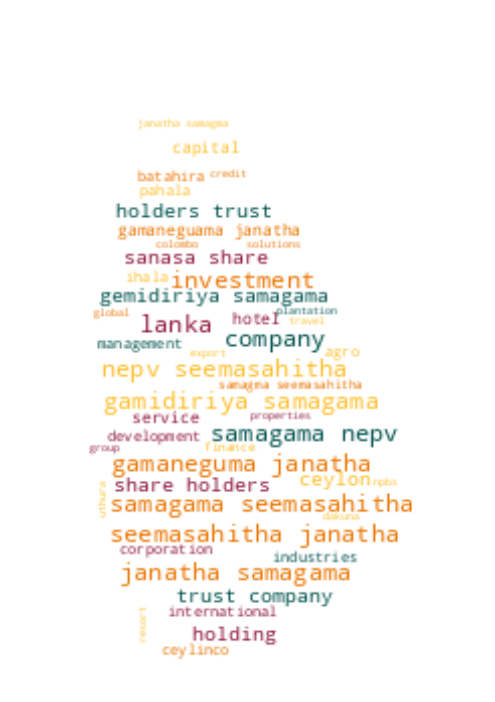 janatha samagma
capital
batahira credit
pahala
holders trust
gamaneguama janatha
colombo solutions
sanasa share
ihala investment
gemidiriya samagama
global plantation
lanka hotel travel
management company
export agro
nepv seemasahitha
samagma seemasahitha
gamidiriya samagama
service properties
development samagama nepv
group finance
gamaneguma janatha
share holders ceylon npbs
uthura
samagama seemasahitha
dakuna
seemasahitha janatha
corporation
industries
janatha samagama
trust company
international
resort
holding
ceylinco